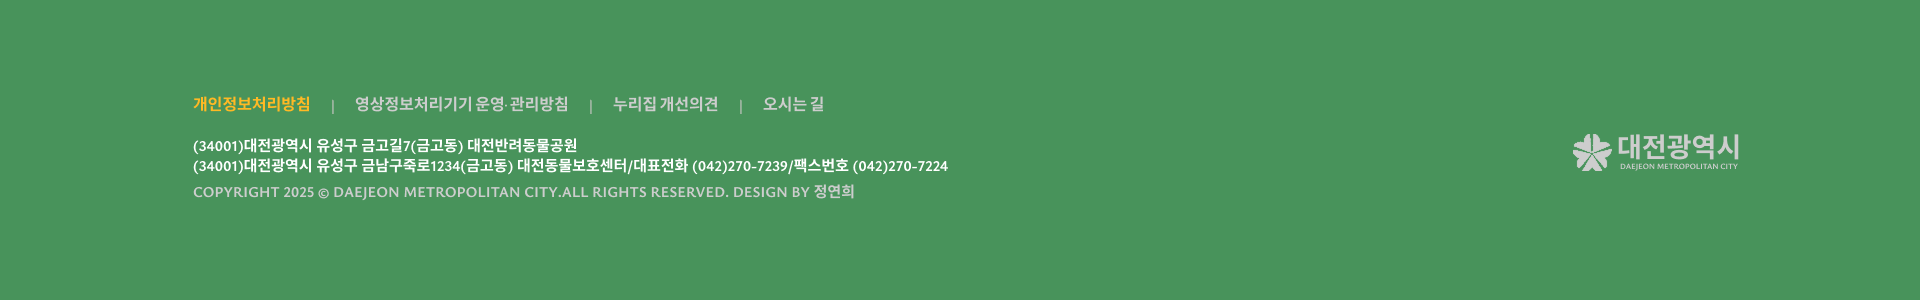 개인정보처리방침 | 영상정보처리기기 운영·관리방침 | 누리집 개선의견 | 오시는 길
(34001)대전광역시 유성구 금고길7(금고동) 대전반려동물공원
(34001)대전광역시 유성구 금남구죽로1234(금고동) 대전동물보호센터/대표전화 (042)270-7239/팩스번호 (042)270-7224
COPYRIGHT 2025 © DAEJEON METROPOLITAN CITY.ALL RIGHTS RESERVED. DESIGN BY 정연희
대전광역시
DAEJEON METROPOLITAN CITY